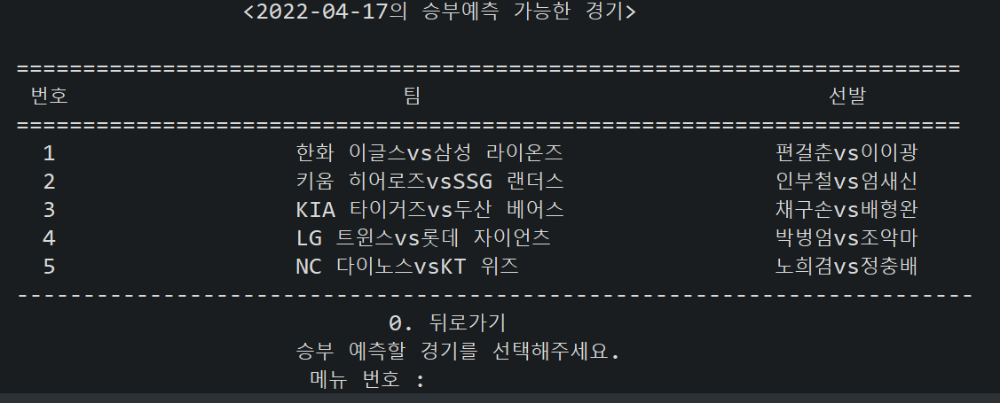 <2022-04-17의 승부예측 가능한 경기>
=======================================================================
번호 팀 선발
=======================================================================
1 한화 이글스vs삼성 라이온즈 편걸춘vs이이광
2 키움 히어로즈vsSSG 랜더스 인부철vs엄새신
3 KIA 타이거즈vs두산 베어스 채구손vs배형완
4 LG 트윈스vs롯데 자이언츠 박벙엄vs조악마
5 NC 다이노스vsKT 위즈 노희겸vs정충배
------------------------------------------------------------------------
0. 뒤로가기
승부 예측할 경기를 선택해주세요.
메뉴 번호 :